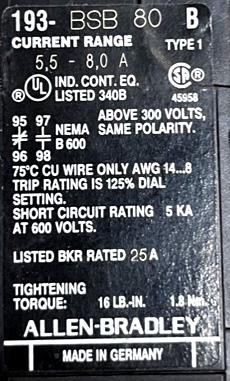 193- BSB 80 B
CURRENT RANGE TYPE 1
5,5 - 8,0 A
UL IND. CONT. EQ. LISTED 340B
SA 45958
95 97
96 98
NEMA B 600
ABOVE 300 VOLTS, SAME POLARITY.
75°C CU WIRE ONLY AWG 14...8
TRIP RATING IS 125% DIAL
SETTING.
SHORT CIRCUIT RATING 5 KA
AT 600 VOLTS.
LISTED BKR RATED 25A
TIGHTENING
TORQUE: 16 LB.-IN. 1.8 Nm
ALLEN-BRADLEY
MADE IN GERMANY